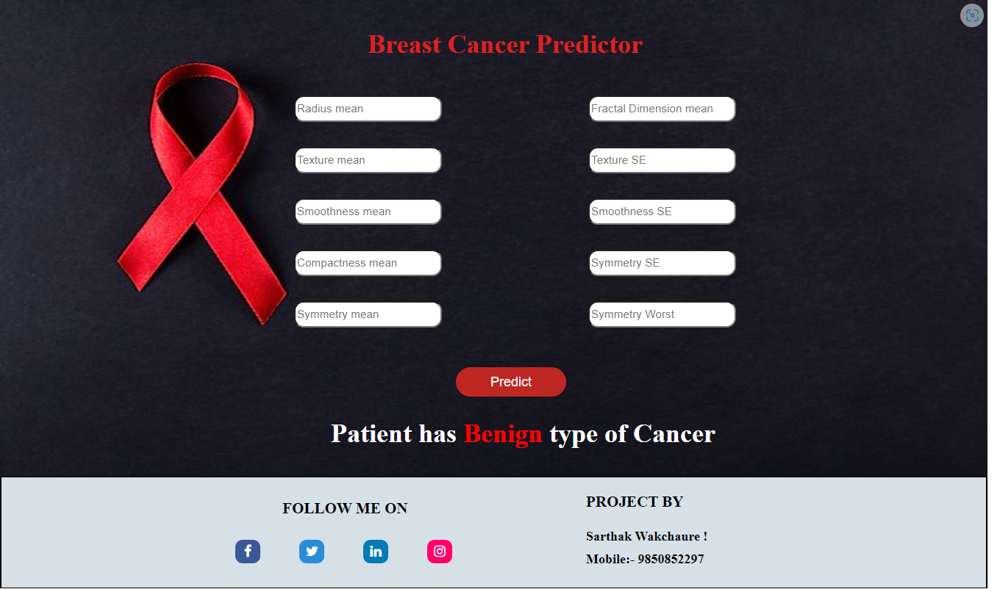 Breast Cancer Predictor
Radius mean
Fractal Dimension mean
Texture mean
Texture SE
Smoothness mean
Smoothness SE
Compactness mean
Symmetry SE
Symmetry mean
Symmetry Worst
Predict
Patient has Benign type of Cancer
FOLLOW ME ON
PROJECT BY
Sarthak Wakchaure !
Mobile:- 9850852297